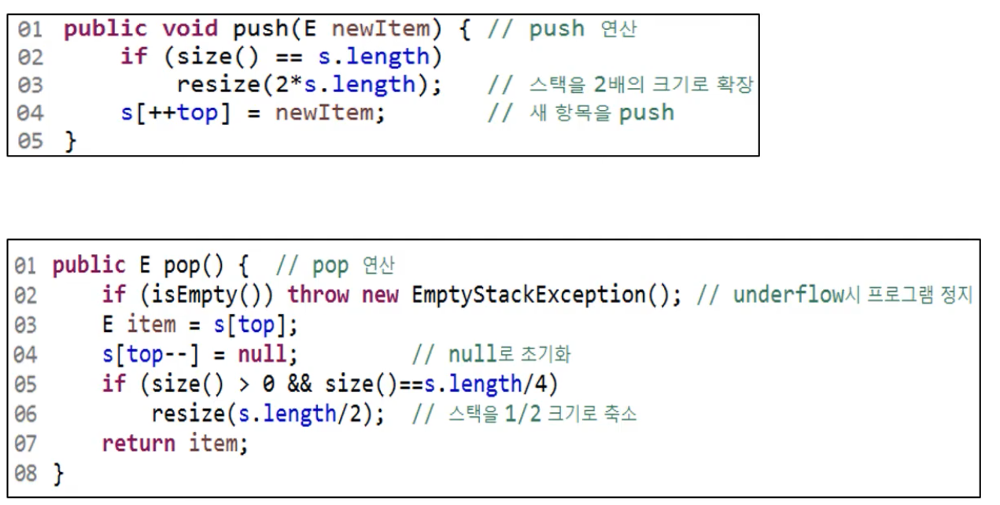 01 public void push(E newItem) { // push 연산
02 if (size() == s.length)
03 resize(2*s.length); // 스택을 2배의 크기로 확장
04 s[++top] = newItem; // 새 항목을 push
05 }
01 public E pop() { // pop 연산
02 if (isEmpty()) throw new EmptyStackException(); // underflow시 프로그램 정지
03 E item = s[top];
04 s[top--] = null; // null로 초기화
05 if (size() > 0 && size()==s.length/4)
06 resize(s.length/2); // 스택을 1/2 크기로 축소
07 return item;
08 }